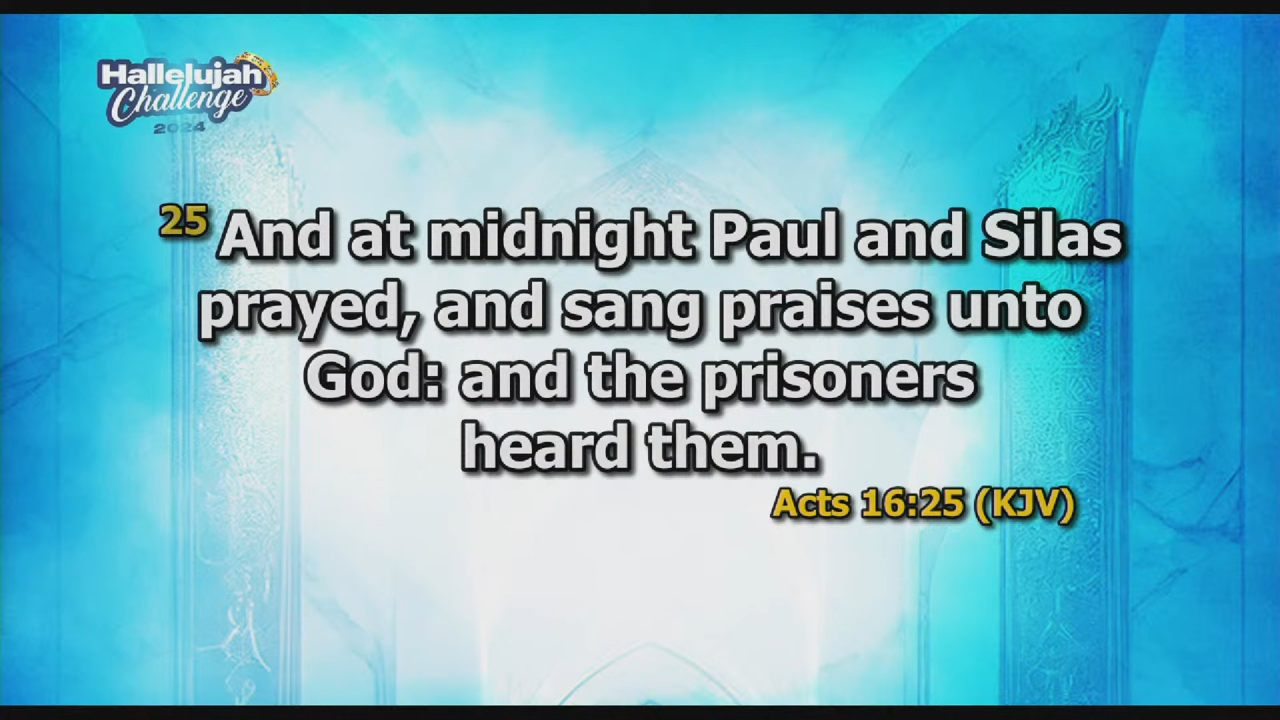 Hallelujah
Challenge
2024
25 And at midnight Paul and Silas
prayed, and sang praises unto
God: and the prisoners
heard them.
Acts 16:25 (KJV)